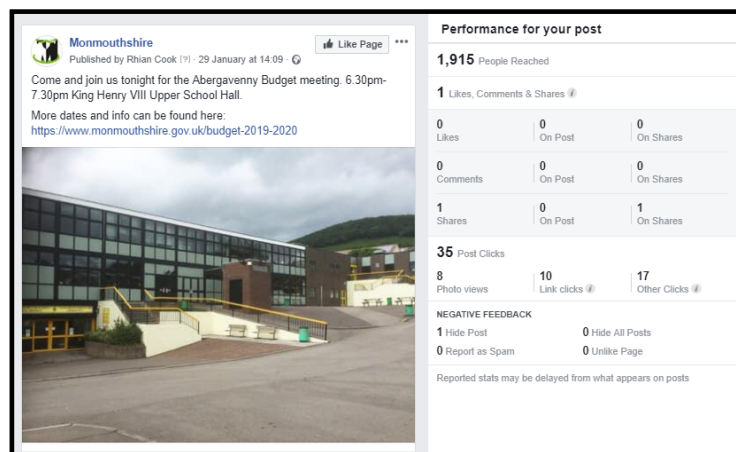 Monmouthshire
Like Page
Published by Rhian Cook [?] · 29 January at 14:09 ·
Come and join us tonight for the Abergavenny Budget meeting. 6.30pm-
7.30pm King Henry VIII Upper School Hall.
More dates and info can be found here:
https://www.monmouthshire.gov.uk/budget-2019-2020
Performance for your post
1,915 People Reached
1 Likes, Comments & Shares
0 0 0
Likes On Post On Shares
0 0 0
Comments On Post On Shares
1 0 1
Shares On Post On Shares
35 Post Clicks
8 10 17
Photo views Link clicks Other Clicks
NEGATIVE FEEDBACK
1 Hide Post 0 Hide All Posts
0 Report as Spam 0 Unlike Page
Reported stats may be delayed from what appears on posts